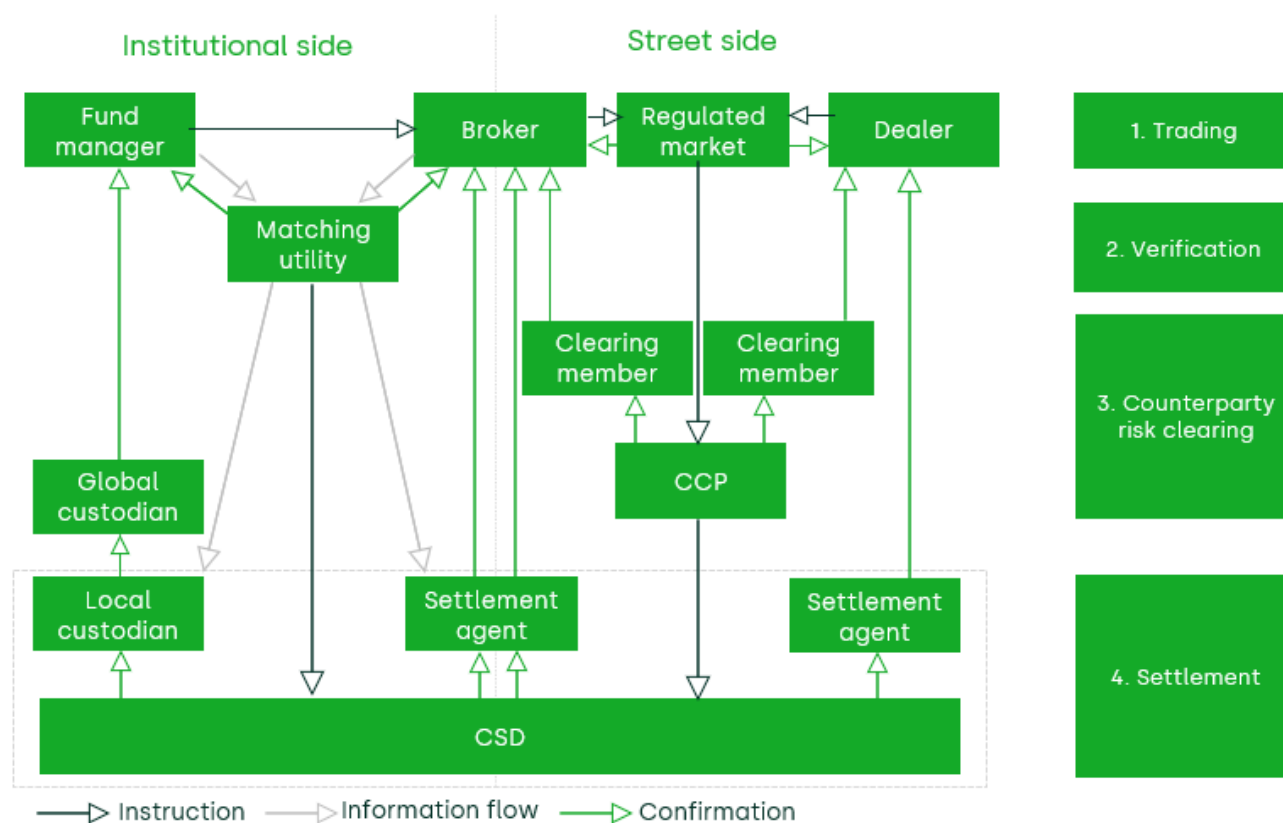 Institutional side
Street side
Fund
manager
Broker
Regulated
market
Dealer
1. Trading
Matching
utility
2. Verification
Clearing
member
Clearing
member
3. Counterparty
risk clearing
Global
custodian
CCP
Local
custodian
Settlement
agent
Settlement
agent
4. Settlement
CSD
Instruction
Information flow
Confirmation